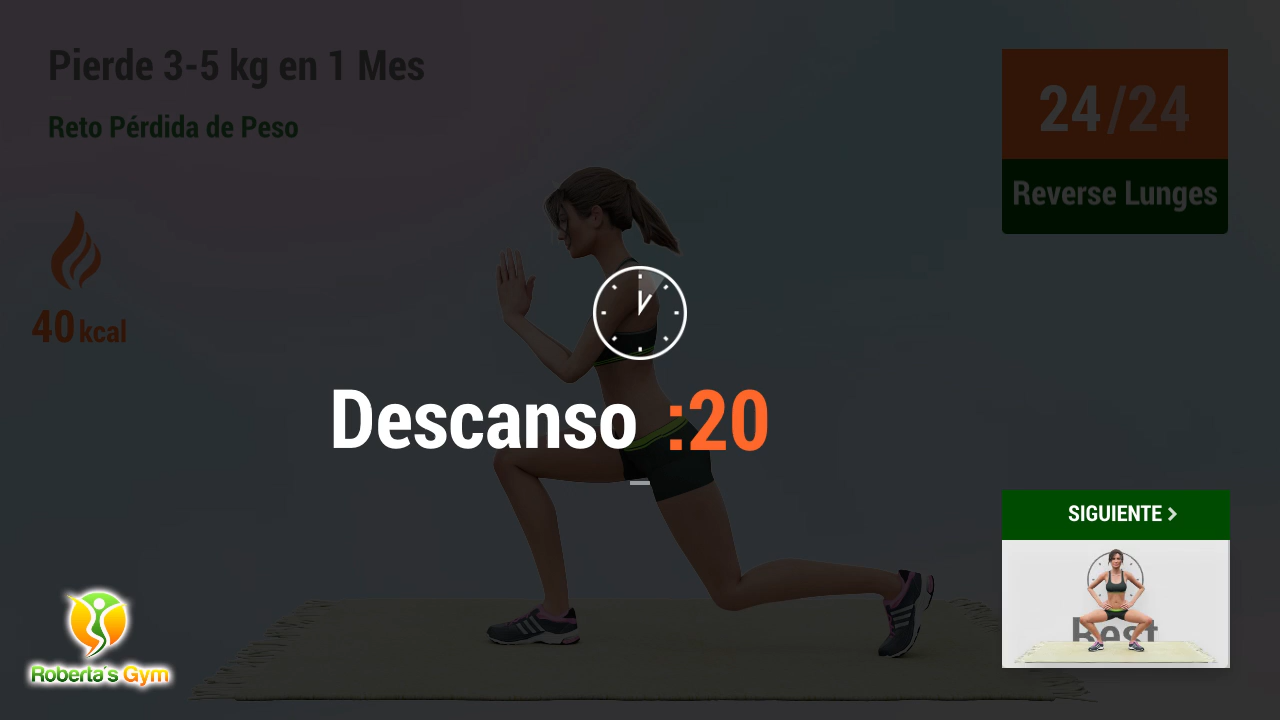 Pierde 3-5 kg en 1 Mes
Reto Pérdida de Peso
24/24
Reverse Lunges
40 kcal
Descanso :20
SIGUIENTE >
Rest
Roberta's Gym